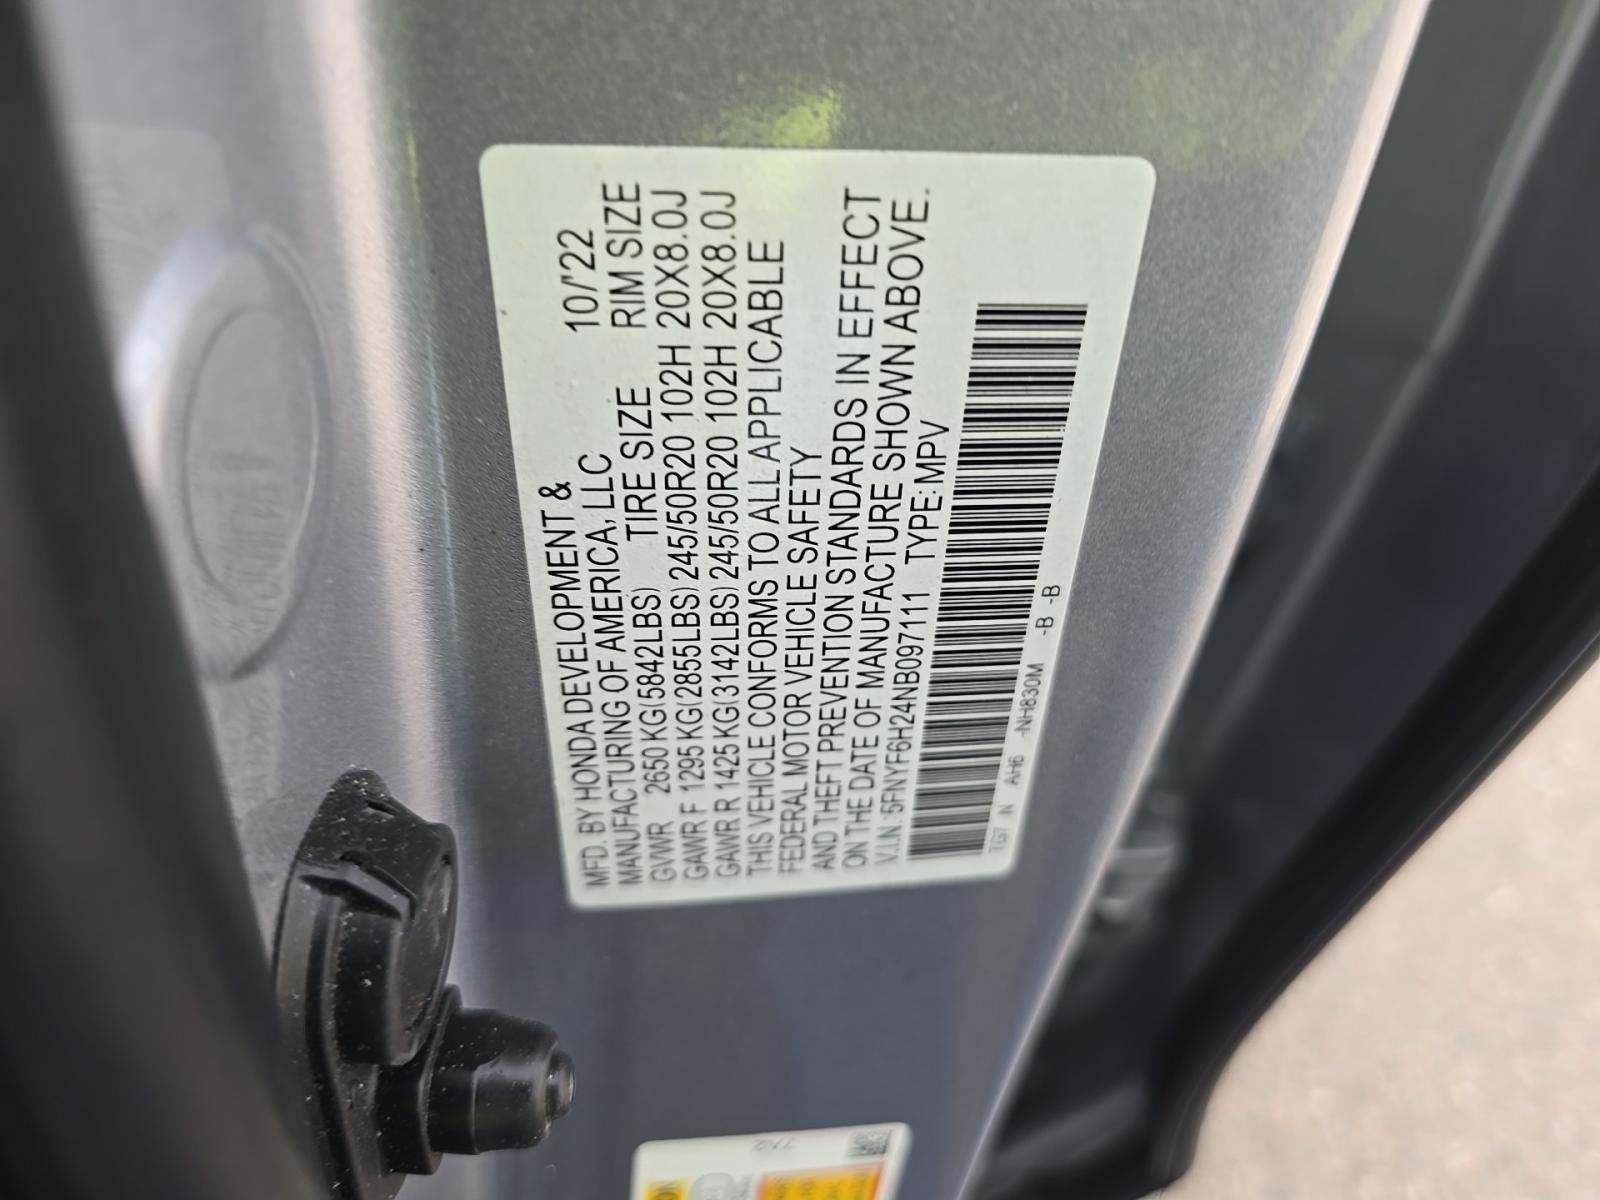 MFD. BY HONDA DEVELOPMENT & 10/'22
MANUFACTURING OF AMERICA, LLC RIM SIZE
GVWR 2650 KG(5842LBS) TIRE SIZE
GAWR F 1295 KG(2855LBS) 245/50R20 102H 20X8.0J
GAWR R 1425 KG(3142LBS) 245/50R20 102H 20X8.0J
THIS VEHICLE CONFORMS TO ALL APPLICABLE
FEDERAL MOTOR VEHICLE SAFETY
AND THEFT PREVENTION STANDARDS IN EFFECT
ON THE DATE OF MANUFACTURE SHOWN ABOVE.
V.I.N.:5FNYF6H24NB097111 TYPE:MPV
TG7 IN AH6 -NH830M -B -B